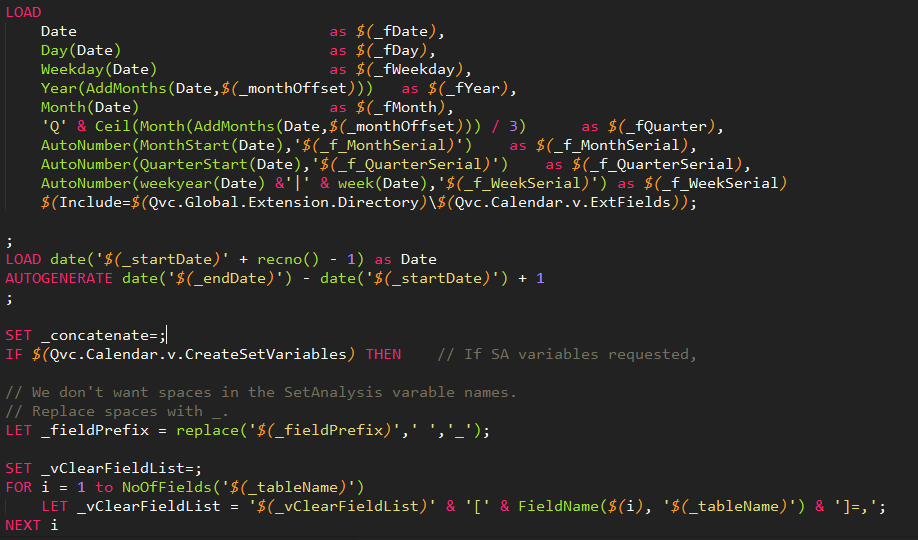 LOAD
Date as $(_fDate),
Day(Date) as $(_fDay),
Weekday(Date) as $(_fWeekday),
Year(AddMonths(Date,$(_monthOffset))) as $(_fYear),
Month(Date) as $(_fMonth),
'Q' & Ceil(Month(AddMonths(Date,$(_monthOffset))) / 3) as $(_fQuarter),
AutoNumber(MonthStart(Date),'$(_f_MonthSerial)') as $(_f_MonthSerial),
AutoNumber(QuarterStart(Date),'$(_f_QuarterSerial)') as $(_f_QuarterSerial),
AutoNumber(weekyear(Date) &'|' & week(Date),'$(_f_WeekSerial)') as $(_f_WeekSerial)
$(Include=$(Qvc.Global.Extension.Directory)\$(Qvc.Calendar.v.ExtFields));
;
LOAD date('$(_startDate)' + recno() - 1) as Date
AUTOGENERATE date('$(_endDate)') - date('$(_startDate)') + 1
;
SET _concatenate=;
IF $(Qvc.Calendar.v.CreateSetVariables) THEN // If SA variables requested,
// We don't want spaces in the SetAnalysis varable names.
// Replace spaces with _.
LET _fieldPrefix = replace('$(_fieldPrefix)',' ','_');
SET _vClearFieldList=;
FOR i = 1 to NoOfFields('$(_tableName)')
LET _vClearFieldList = '$(_vClearFieldList)' & '[' & FieldName($(i), '$(_tableName)') & ']=,';
NEXT i